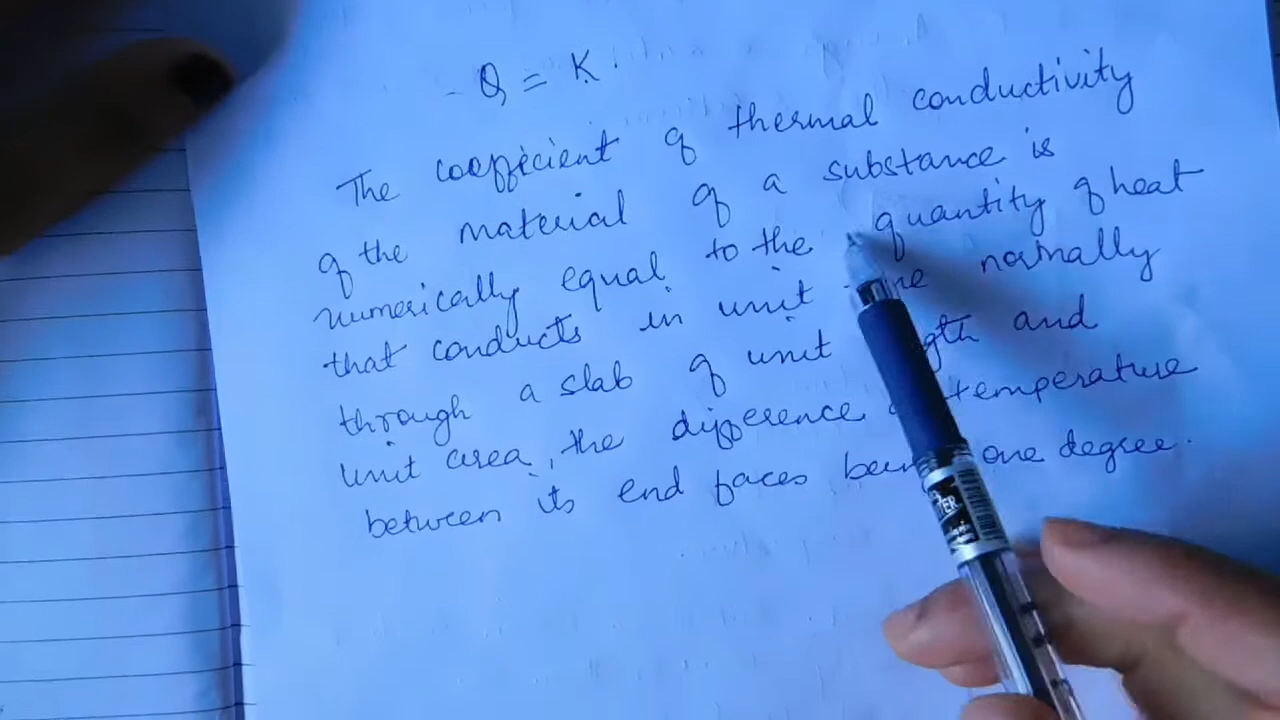 Q = K
The coefficient of thermal conductivity
of the material of a substance is
numerically equal to the quantity of heat
that conducts in unit normally
through a slab of unit and
unit area, the difference temperature
between its end faces one degree.